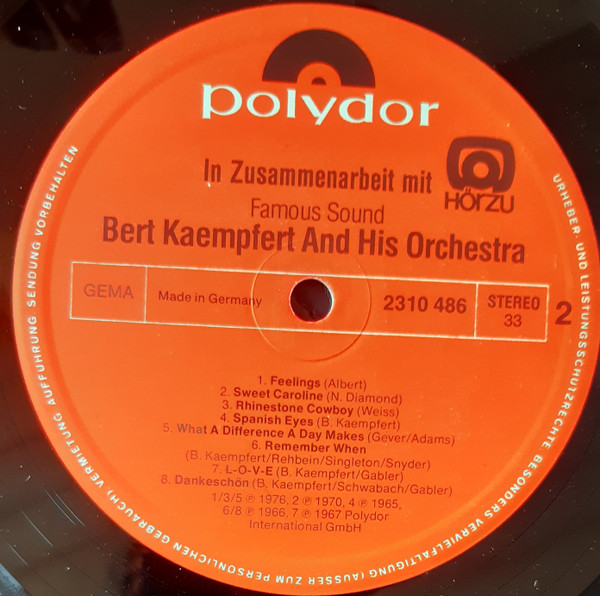 polydor
In Zusammenarbeit mit
HÖRZU
Famous Sound
Bert Kaempfert And His Orchestra
GEMA
Made in Germany
2310 486
STEREO
33
2
1. Feelings (Albert)
2. Sweet Caroline (N. Diamond)
3. Rhinestone Cowboy (Weiss)
4. Spanish Eyes (B. Kaempfert)
5. What A Difference A Day Makes (Gever/Adams)
6. Remember When
(B. Kaempfert/Rehbein/Singleton/Snyder)
7. L-O-V-E (B. Kaempfert/Gabler)
8. Dankeschön (B. Kaempfert/Schwabach/Gabler)
1/3/5 ℗ 1976, 2 ℗ 1970, 4 ℗ 1965,
6/8 ℗ 1966, 7 ℗ 1967 Polydor
International GmbH
URHEBER- UND LEISTUNGSSCHUTZRECHTE BESONDERS VERVIELFÄLTIGUNG (AUSSER ZUM PERSÖNLICHEN GEBRAUCH) VERMIETUNG AUFFÜHRUNG SENDUNG VORBEHALTEN